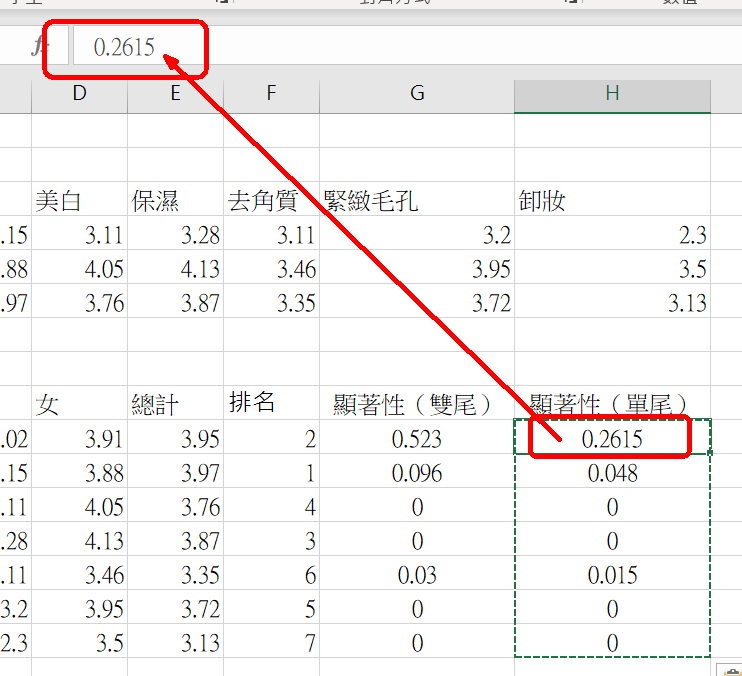 fx 0.2615
D E F G H
美白 保濕 去角質 緊緻毛孔 卸妝
.15 3.11 3.28 3.11 3.2 2.3
.88 4.05 4.13 3.46 3.95 3.5
.97 3.76 3.87 3.35 3.72 3.13
女 總計 排名 顯著性（雙尾） 顯著性（單尾）
.02 3.91 3.95 2 0.523 0.2615
.15 3.88 3.97 1 0.096 0.048
.11 4.05 3.76 4 0 0
.28 4.13 3.87 3 0 0
.11 3.46 3.35 6 0.03 0.015
3.2 3.95 3.72 5 0 0
2.3 3.5 3.13 7 0 0